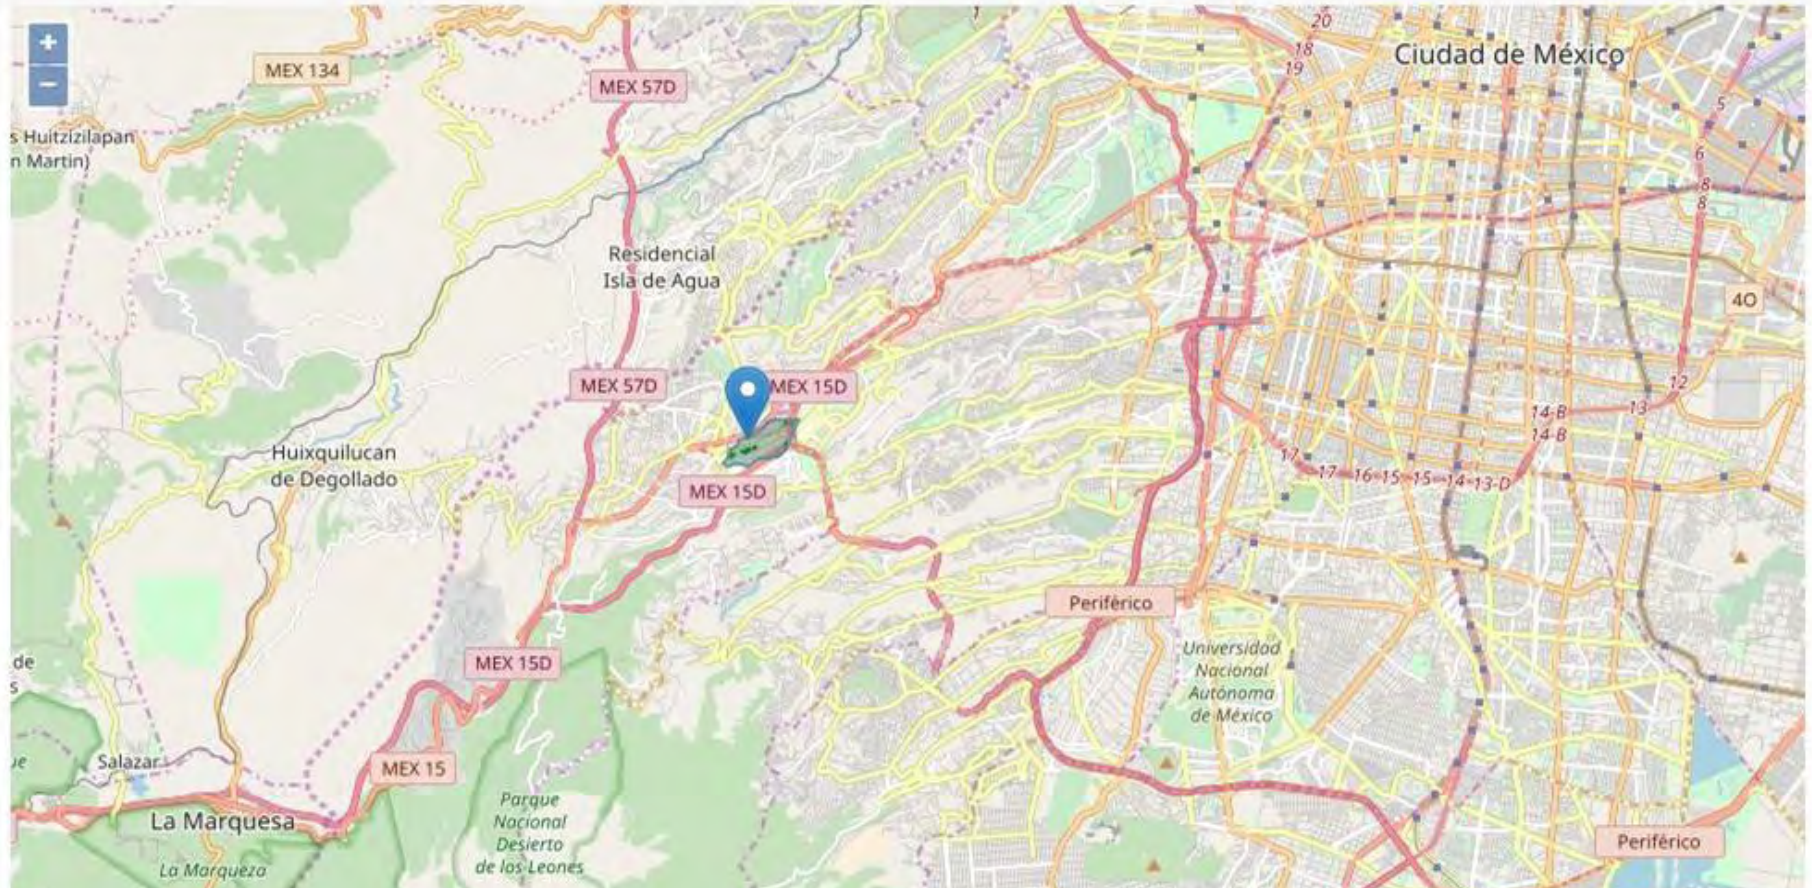 +
−
MEX 134
MEX 57D
Ciudad de México
20
18
19
5
s Huitzizilapan
n Martin)
6
8
8
Residencial
Isla de Agua
4O
MEX 57D
MEX 15D
12
13
14-B
14-B
Huixquilucan
de Degollado
17
17
16
15
15
14
13-D
MEX 15D
Periférico
Universidad
Nacional
Autónoma
de México
de
s
MEX 15D
ue
Salazar
MEX 15
La Marquesa
Parque
Nacional
Desierto
de los Leones
La Marqueza
Periférico